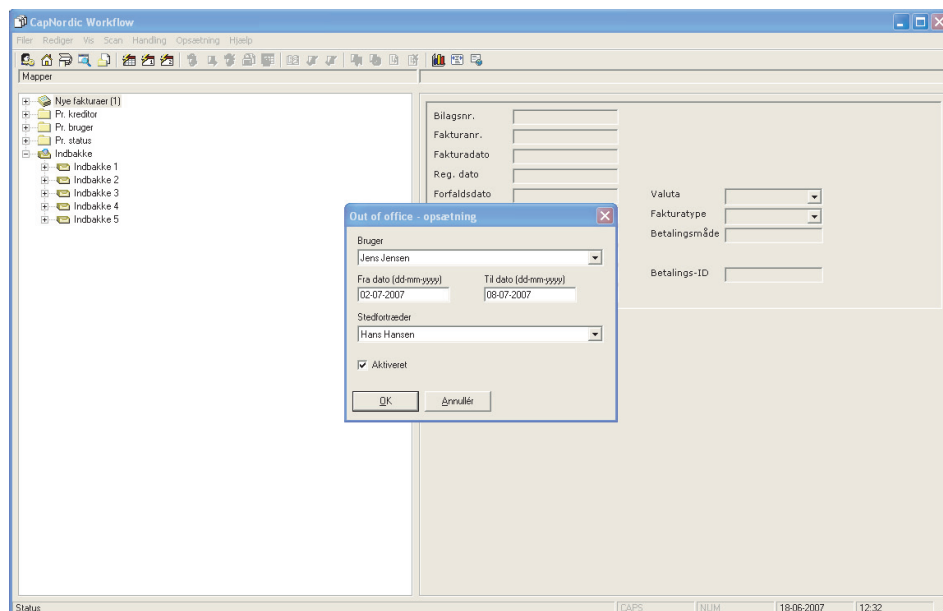 CapNordic Workflow
Filer Rediger Vis Scan Handling Opsætning Hjælp
Mapper
Nye fakturaer (1)
Pr. kreditor
Pr. bruger
Pr. status
Indbakke
Indbakke 1
Indbakke 2
Indbakke 3
Indbakke 4
Indbakke 5
Bilagsnr.
Fakturanr.
Fakturadato
Reg. dato
Forfaldsdato
Valuta
Fakturatype
Betalingsmåde
Betalings-ID
Out of office - opsætning
Bruger
Jens Jensen
Fra dato (dd-mm-yyyy) Til dato (dd-mm-yyyy)
02-07-2007 08-07-2007
Stedfortræder
Hans Hansen
Aktiveret
OK Annullér
Status CAPS NUM 18-06-2007 12:32